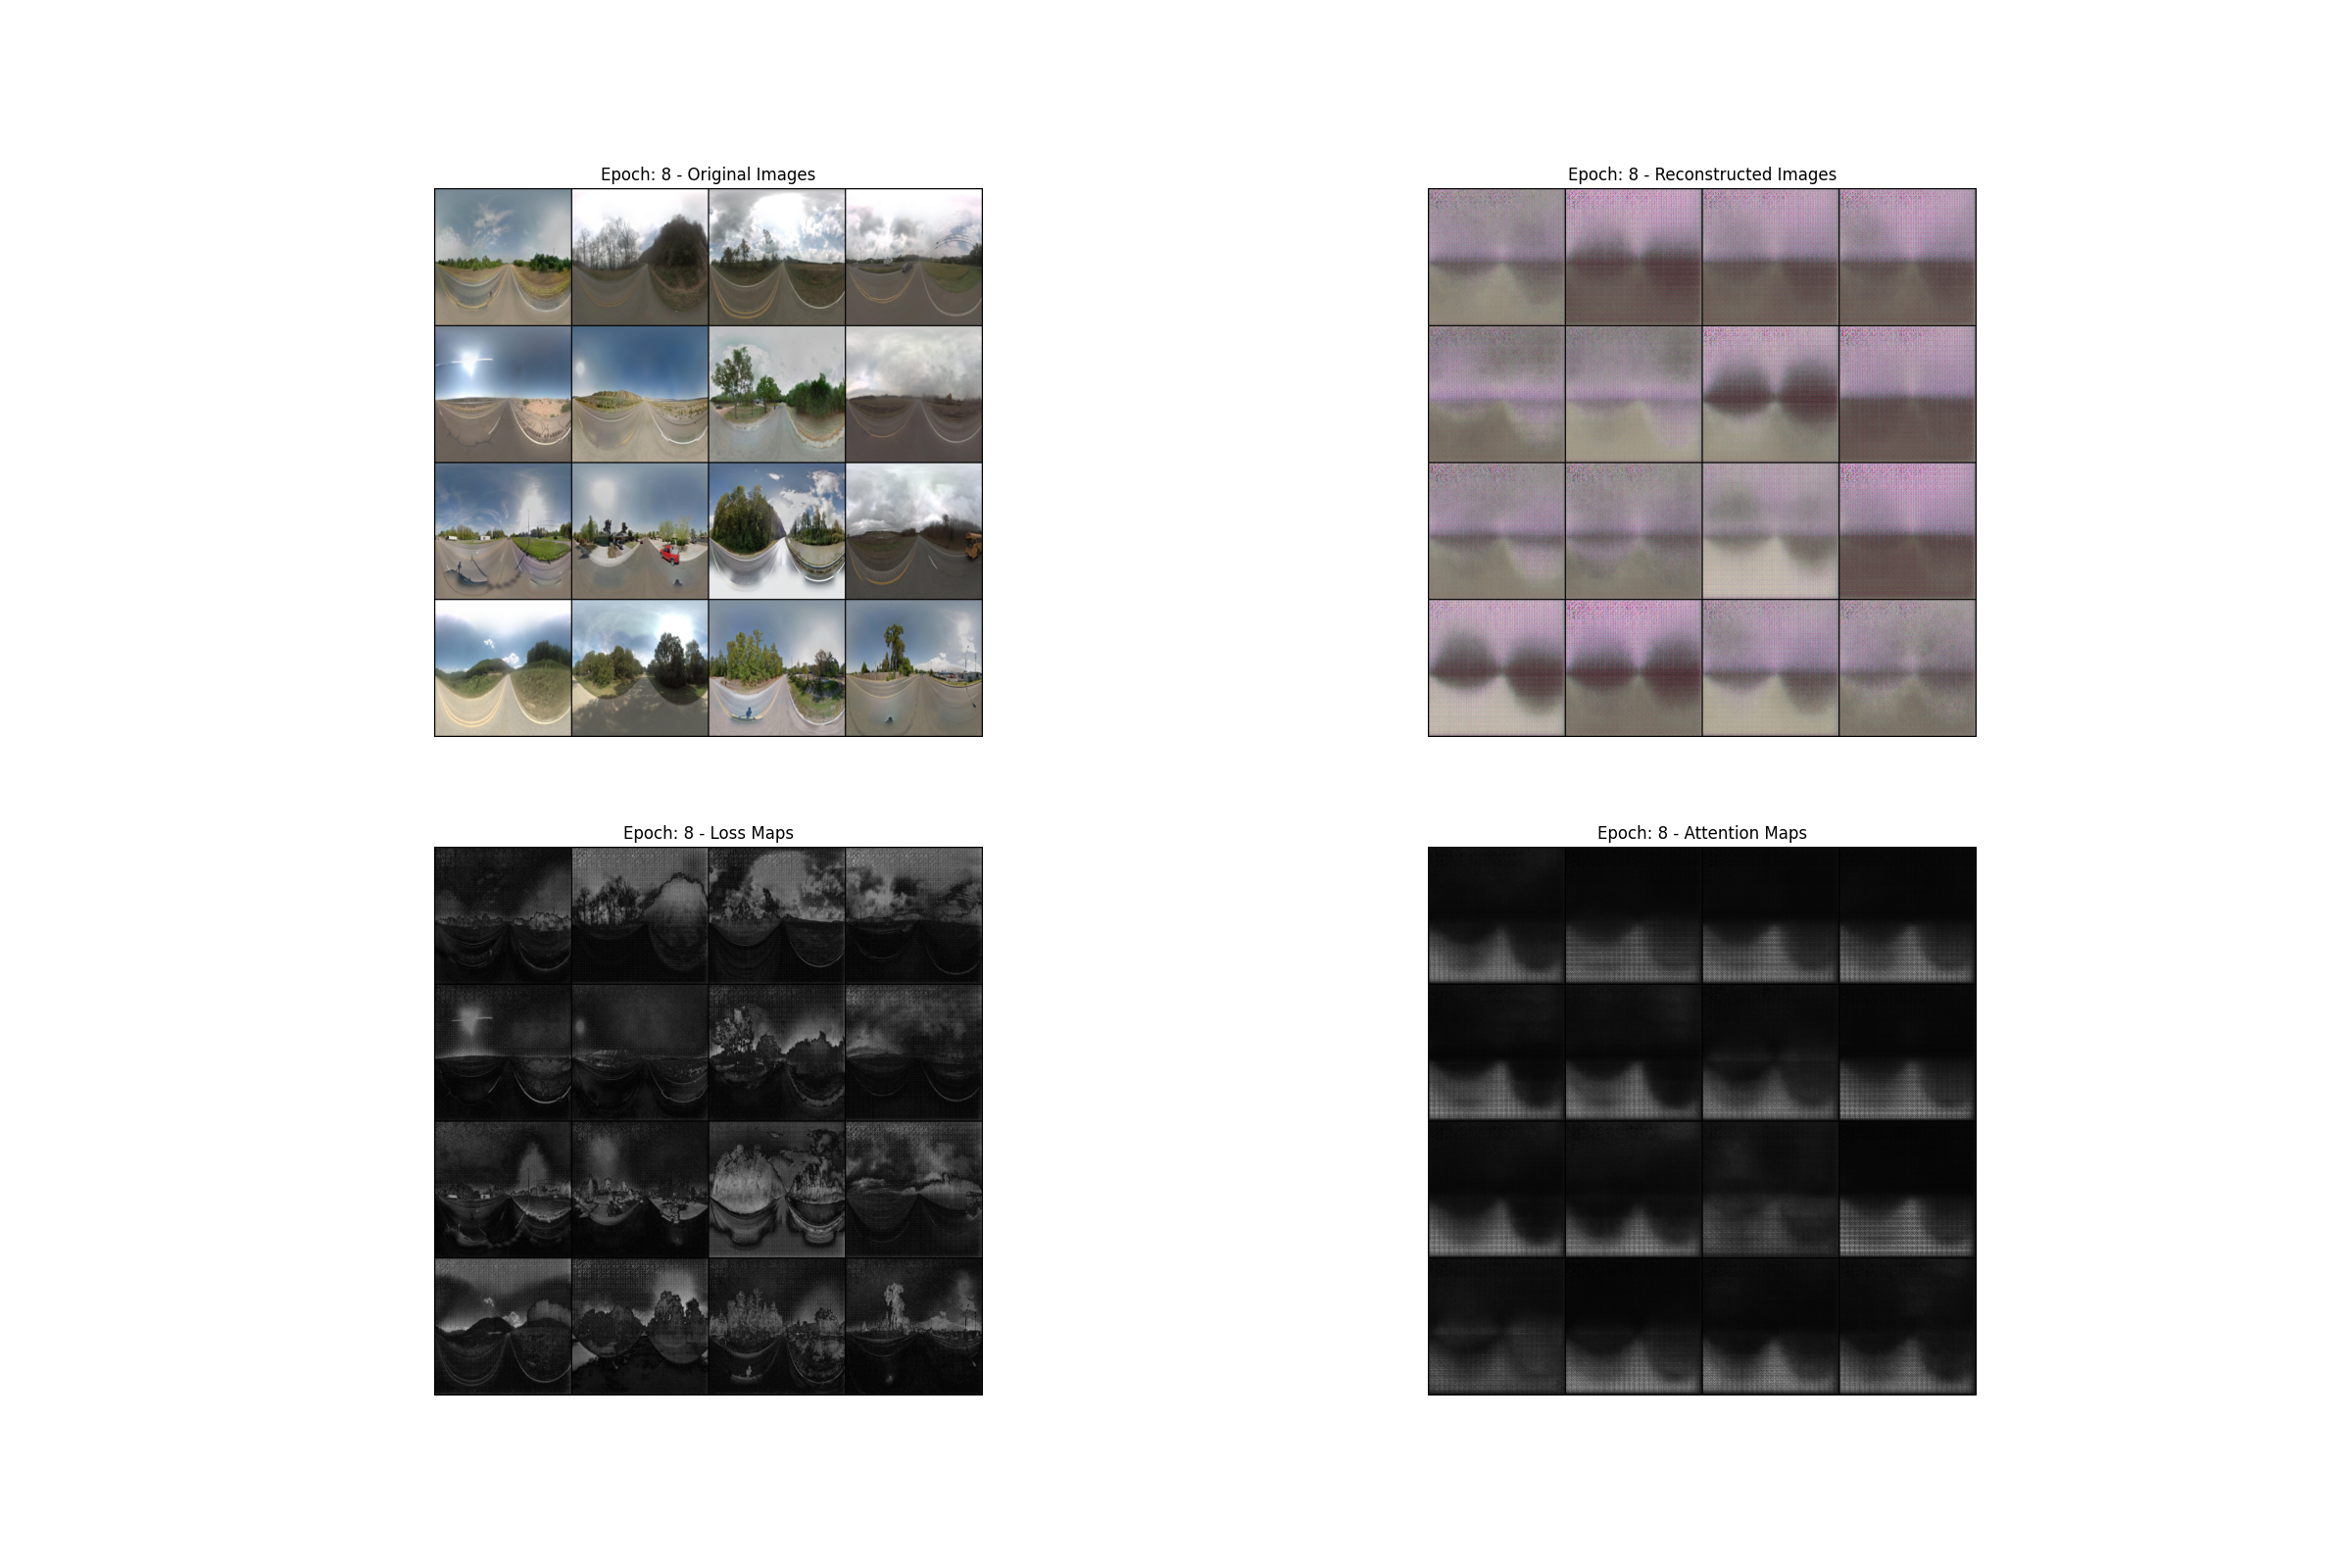 Epoch: 8 - Original Images
Epoch: 8 - Reconstructed Images
Epoch: 8 - Loss Maps
Epoch: 8 - Attention Maps